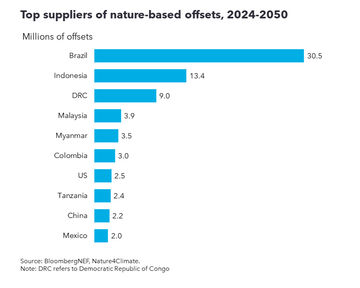 Top suppliers of nature-based offsets, 2024-2050
Millions of offsets
Brazil 30.5
Indonesia 13.4
DRC 9.0
Malaysia 3.9
Myanmar 3.5
Colombia 3.0
US 2.5
Tanzania 2.4
China 2.2
Mexico 2.0
Source: BloombergNEF, Nature4Climate.
Note: DRC refers to Democratic Republic of Congo